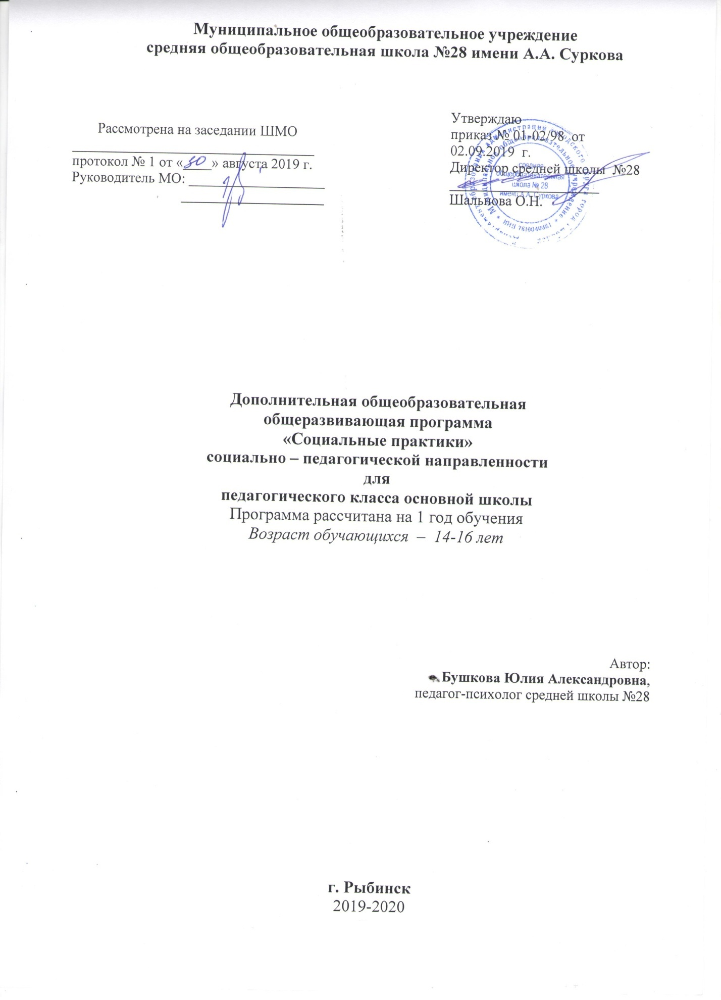 Муниципальное общеобразовательное учреждение
средняя общеобразовательная школа №28 имени А.А. Суркова
Рассмотрена на заседании ШМО
протокол № 1 от «30» августа 2019 г.
Руководитель МО:
Утверждаю
приказ № 01-02/98 от
02.09.2019 г.
Директор средней школы №28
Шальнова О.Н.
средняя
общеобразовательная
школа № 28
имени А.А. Суркова
Муниципальное общеобразовательное учреждение
* ИНН 7610040381 *
Дополнительная общеобразовательная
общеразвивающая программа
«Социальные практики»
социально – педагогической направленности
для
педагогического класса основной школы
Программа рассчитана на 1 год обучения
Возраст обучающихся – 14-16 лет
Автор:
Бушкова Юлия Александровна,
педагог-психолог средней школы №28
г. Рыбинск
2019-2020